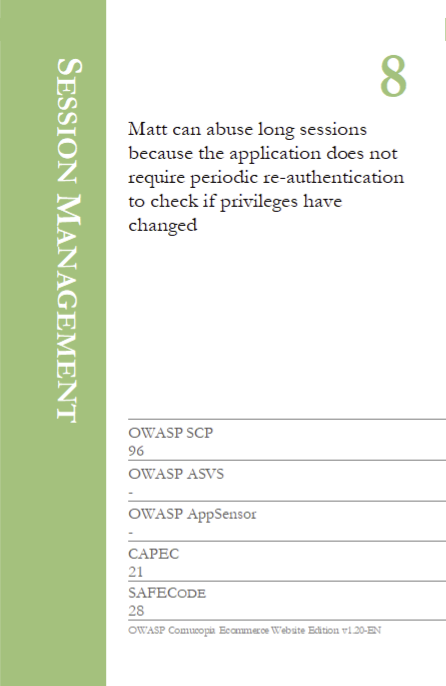 SESSION MANAGEMENT
8
Matt can abuse long sessions
because the application does not
require periodic re-authentication
to check if privileges have
changed
OWASP SCP
96
OWASP ASVS
-
OWASP AppSensor
-
CAPEC
21
SAFECODE
28
OWASP Cornucopia Ecommerce Website Edition v1.20-EN